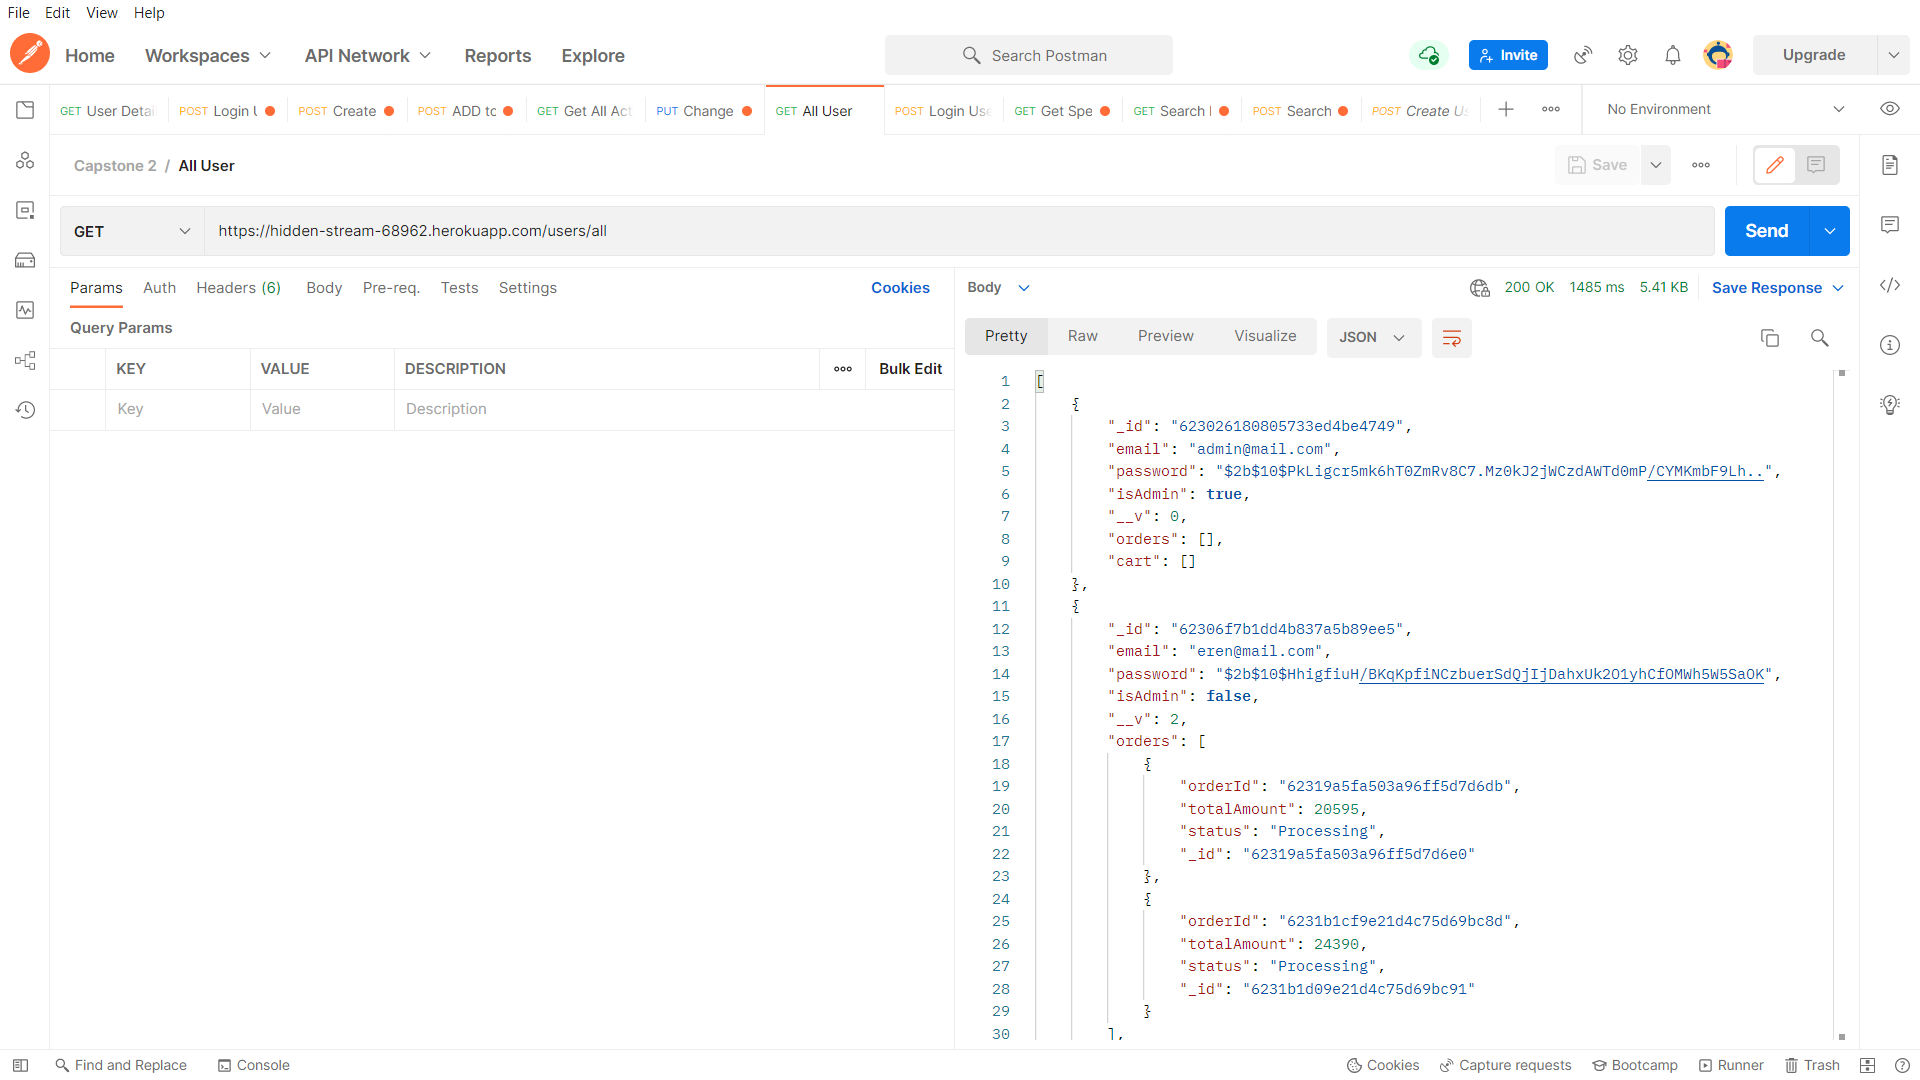 File Edit View Help
Home Workspaces API Network Reports Explore Search Postman Invite Upgrade
GET User Detai POST Login U POST Create POST ADD to GET Get All Act PUT Change GET All User POST Login Use GET Get Spe GET Search POST Search POST Create Us No Environment
Capstone 2 / All User Save
GET https://hidden-stream-68962.herokuapp.com/users/all Send
Params Auth Headers (6) Body Pre-req. Tests Settings Cookies
Query Params
KEY VALUE DESCRIPTION Bulk Edit
Key Value Description
Body 200 OK 1485 ms 5.41 KB Save Response
Pretty Raw Preview Visualize JSON
1 [
2 {
3 "_id": "623026180805733ed4be4749",
4 "email": "admin@mail.com",
5 "password": "$2b$10$PkLigcr5mk6hT0ZmRv8C7.Mz0kJ2jWCzdAWTd0mP/CYMKmbF9Lh..",
6 "isAdmin": true,
7 "__v": 0,
8 "orders": [],
9 "cart": []
10 },
11 {
12 "_id": "62306f7b1dd4b837a5b89ee5",
13 "email": "eren@mail.com",
14 "password": "$2b$10$HhigfiuH/BKqKpfiNCzbuerSdQjIjDahxUk2O1yhCfOMWh5W5SaOK",
15 "isAdmin": false,
16 "__v": 2,
17 "orders": [
18 {
19 "orderId": "62319a5fa503a96ff5d7d6db",
20 "totalAmount": 20595,
21 "status": "Processing",
22 "_id": "62319a5fa503a96ff5d7d6e0"
23 },
24 {
25 "orderId": "6231b1cf9e21d4c75d69bc8d",
26 "totalAmount": 24390,
27 "status": "Processing",
28 "_id": "6231b1d09e21d4c75d69bc91"
29 }
30 ],
Find and Replace Console Cookies Capture requests Bootcamp Runner Trash